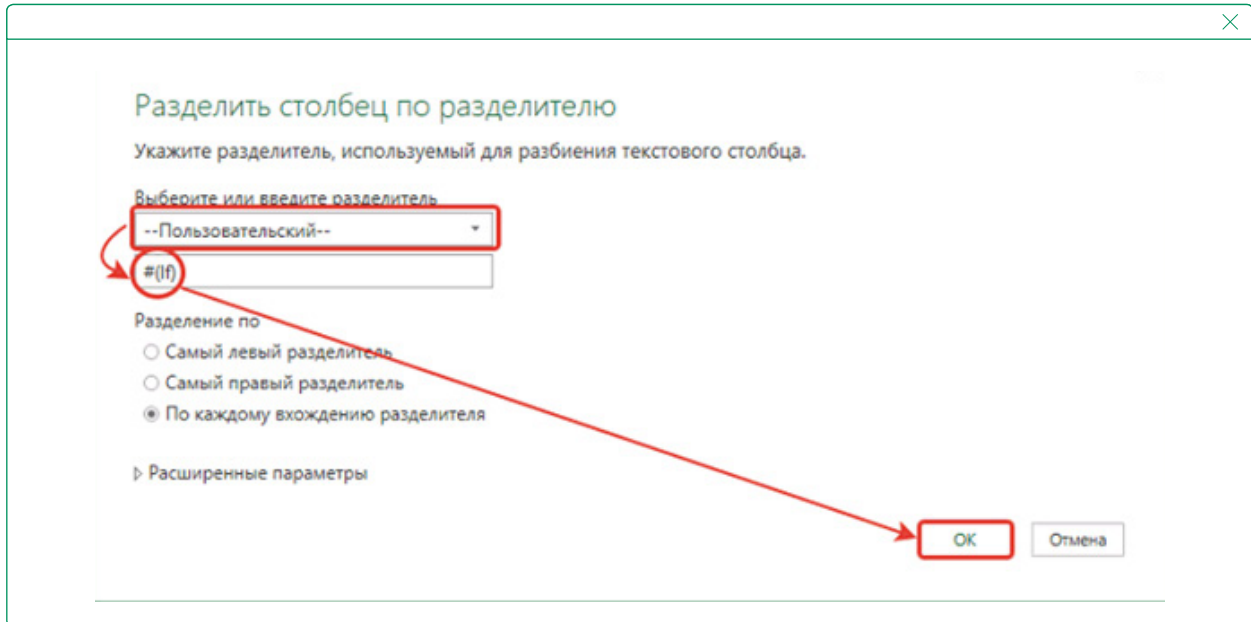 Разделить столбец по разделителю
Укажите разделитель, используемый для разбиения текстового столбца.
Выберите или введите разделитель
--Пользовательский--
#(lf)
Разделение по
Самый левый разделитель
Самый правый разделитель
По каждому вхождению разделителя
Расширенные параметры
ОК
Отмена